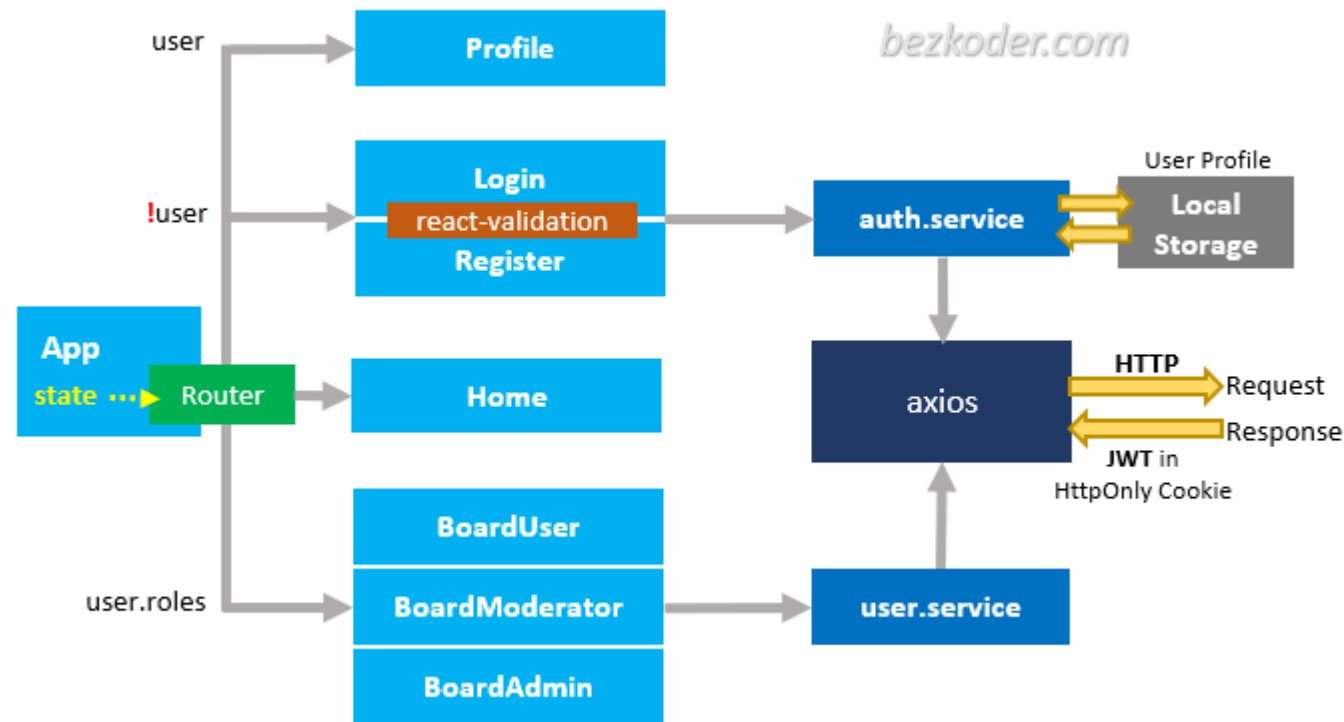 user
Profile
bezkoder.com
!user
Login
react-validation
Register
auth.service
User Profile
Local
Storage
App
state
Router
Home
axios
HTTP
Request
Response
JWT in
HttpOnly Cookie
user.roles
BoardUser
BoardModerator
BoardAdmin
user.service